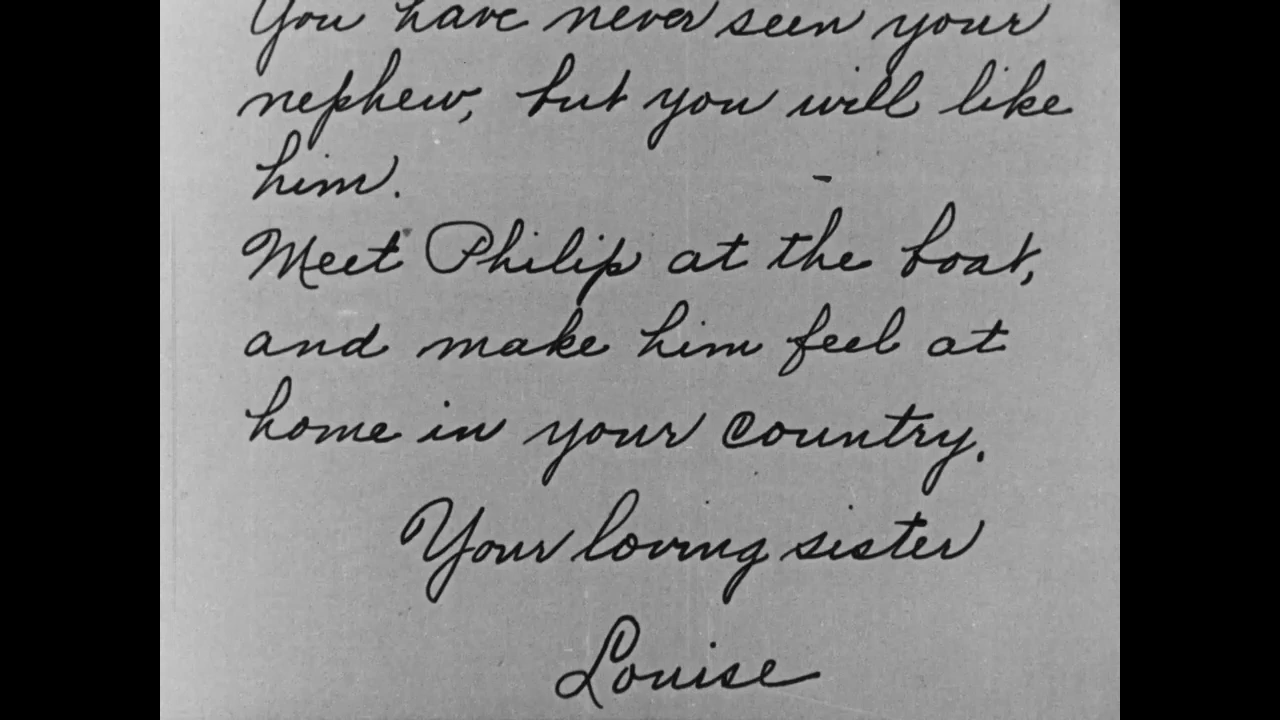 You have never seen your
nephew, but you will like
him.
Meet Philip at the boat,
and make him feel at
home in your country.
Your loving sister
Louise